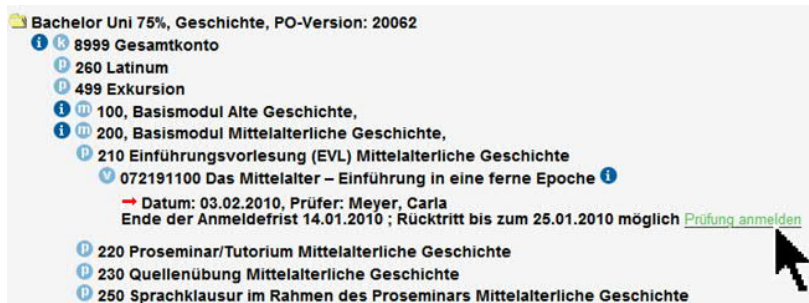 Bachelor Uni 75%, Geschichte, PO-Version: 20062
i k 8999 Gesamtkonto
p 260 Latinum
p 499 Exkursion
i m 100, Basismodul Alte Geschichte,
i m 200, Basismodul Mittelalterliche Geschichte,
p 210 Einführungsvorlesung (EVL) Mittelalterliche Geschichte
v 072191100 Das Mittelalter – Einführung in eine ferne Epoche i
→ Datum: 03.02.2010, Prüfer: Meyer, Carla
Ende der Anmeldefrist 14.01.2010 ; Rücktritt bis zum 25.01.2010 möglich Prüfung anmelden
p 220 Proseminar/Tutorium Mittelalterliche Geschichte
p 230 Quellenübung Mittelalterliche Geschichte
p 250 Sprachklausur im Rahmen des Proseminars Mittelalterliche Geschichte